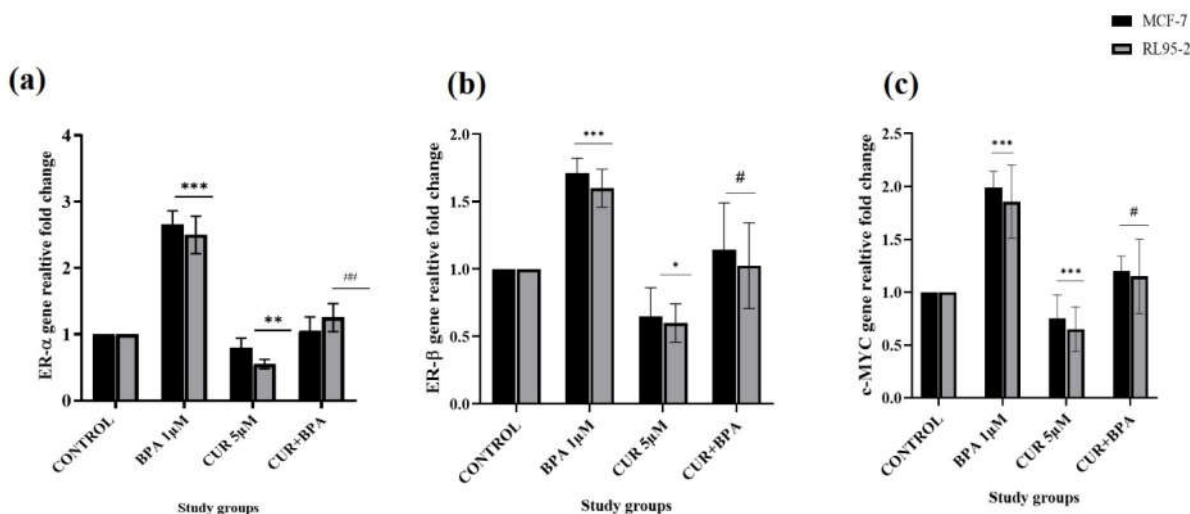 MCF-7
RL95-2
(a)
ER-α gene realtive fold change
4
3
2
1
0
***
**
##
CONTROL
BPA 1µM
CUR 5µM
CUR+BPA
Study groups
(b)
ER-β gene realtive fold change
2.0
1.5
1.0
0.5
0.0
***
*
#
CONTROL
BPA 1µM
CUR 5µM
CUR+BPA
Study groups
(c)
c-MYC gene realtive fold change
2.5
2.0
1.5
1.0
0.5
0.0
***
***
#
CONTROL
BPA 1µM
CUR 5µM
CUR+BPA
Study groups